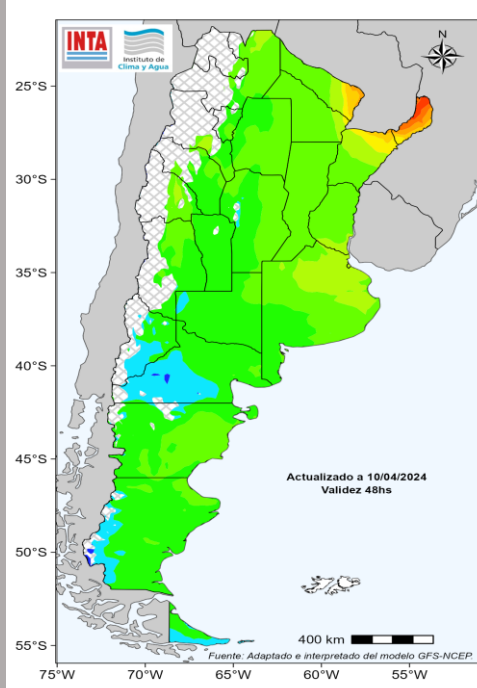 INTA
Instituto de
Clima y Agua
N
25°S
30°S
35°S
40°S
45°S
50°S
55°S
Actualizado a 10/04/2024
Validez 48hs
400 km
Fuente: Adaptado e interpretado del modelo GFS-NCEP.
75°W
70°W
65°W
60°W
55°W